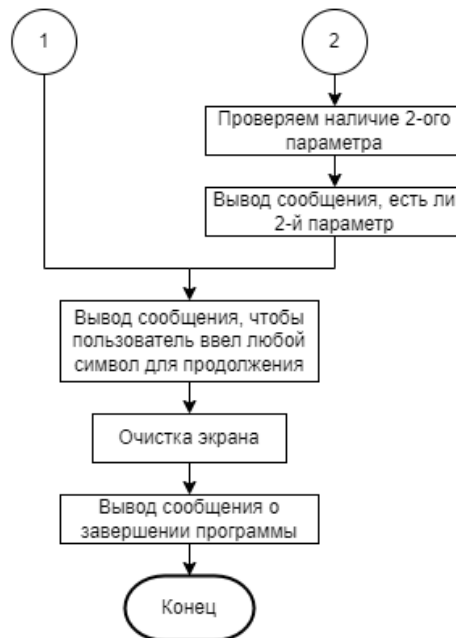 1
2
Проверяем наличие 2-ого
параметра
Вывод сообщения, есть ли
2-й параметр
Вывод сообщения, чтобы
пользователь ввел любой
символ для продолжения
Очистка экрана
Вывод сообщения о
завершении программы
Конец